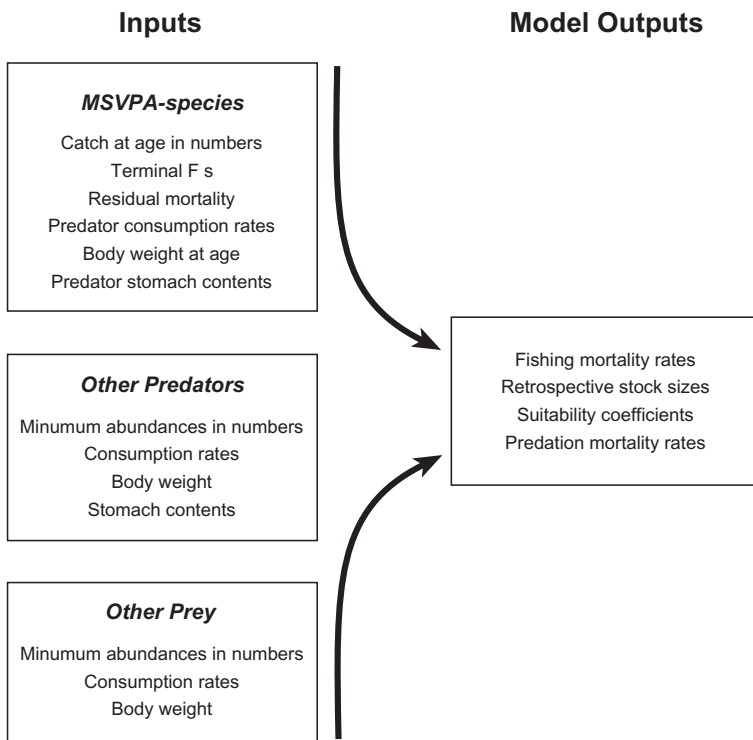 Inputs
Model Outputs
MSVPA-species
Catch at age in numbers
Terminal F s
Residual mortality
Predator consumption rates
Body weight at age
Predator stomach contents
Other Predators
Minumum abundances in numbers
Consumption rates
Body weight
Stomach contents
Other Prey
Minumum abundances in numbers
Consumption rates
Body weight
Fishing mortality rates
Retrospective stock sizes
Suitability coefficients
Predation mortality rates